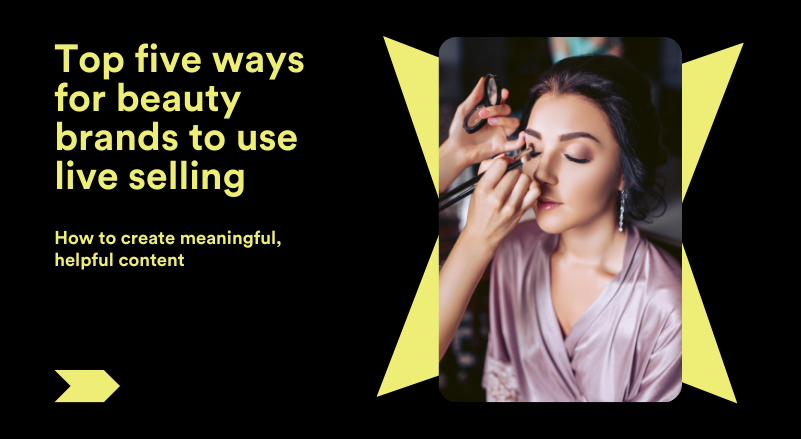 Top five ways
for beauty
brands to use
live selling
How to create meaningful,
helpful content